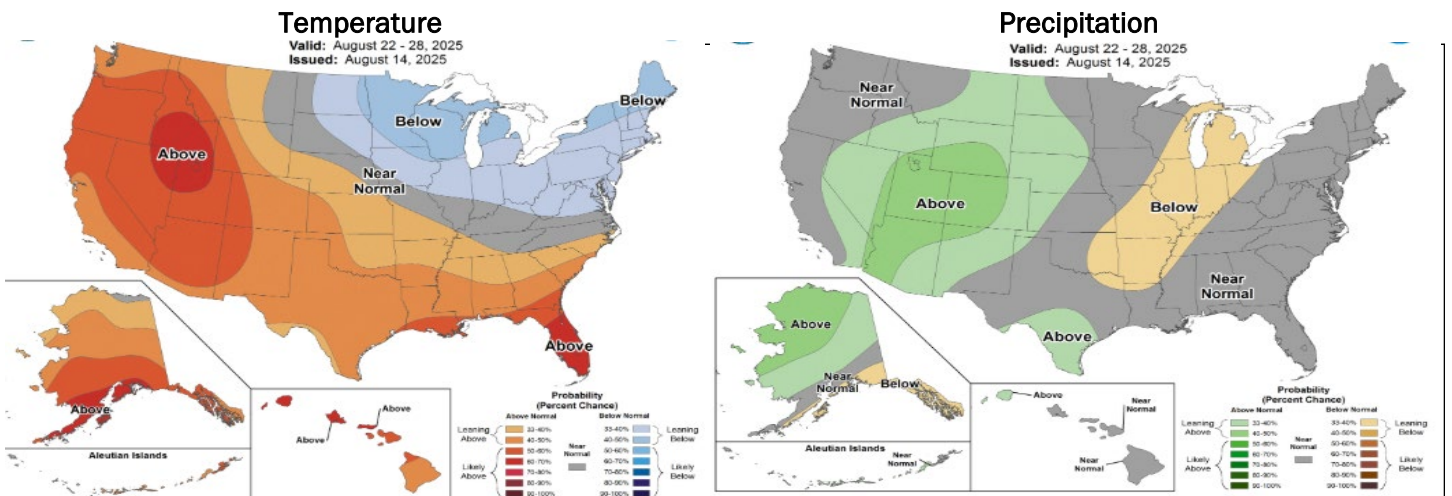 Temperature
Valid: August 22 - 28, 2025
Issued: August 14, 2025
Below
Below
Above
Near
Normal
Above
Above
Above
Above
Aleutian Islands
Probability
(Percent Chance)
Above Normal
Below Normal
Leaning
Above
33-40%
40-50%
Likely
Above
50-60%
60-70%
70-80%
80-90%
90-100%
Near
Normal
33-40%
40-50%
Leaning
Below
50-60%
60-70%
70-80%
80-90%
90-100%
Likely
Below
Precipitation
Valid: August 22 - 28, 2025
Issued: August 14, 2025
Near
Normal
Above
Below
Near
Normal
Above
Above
Near
Normal
Below
Above
Near
Normal
Near
Normal
Aleutian Islands
Near
Normal
Probability
(Percent Chance)
Above Normal
Below Normal
Leaning
Above
33-40%
40-50%
Likely
Above
50-60%
60-70%
70-80%
80-90%
90-100%
Near
Normal
33-40%
40-50%
Leaning
Below
50-60%
60-70%
70-80%
80-90%
90-100%
Likely
Below